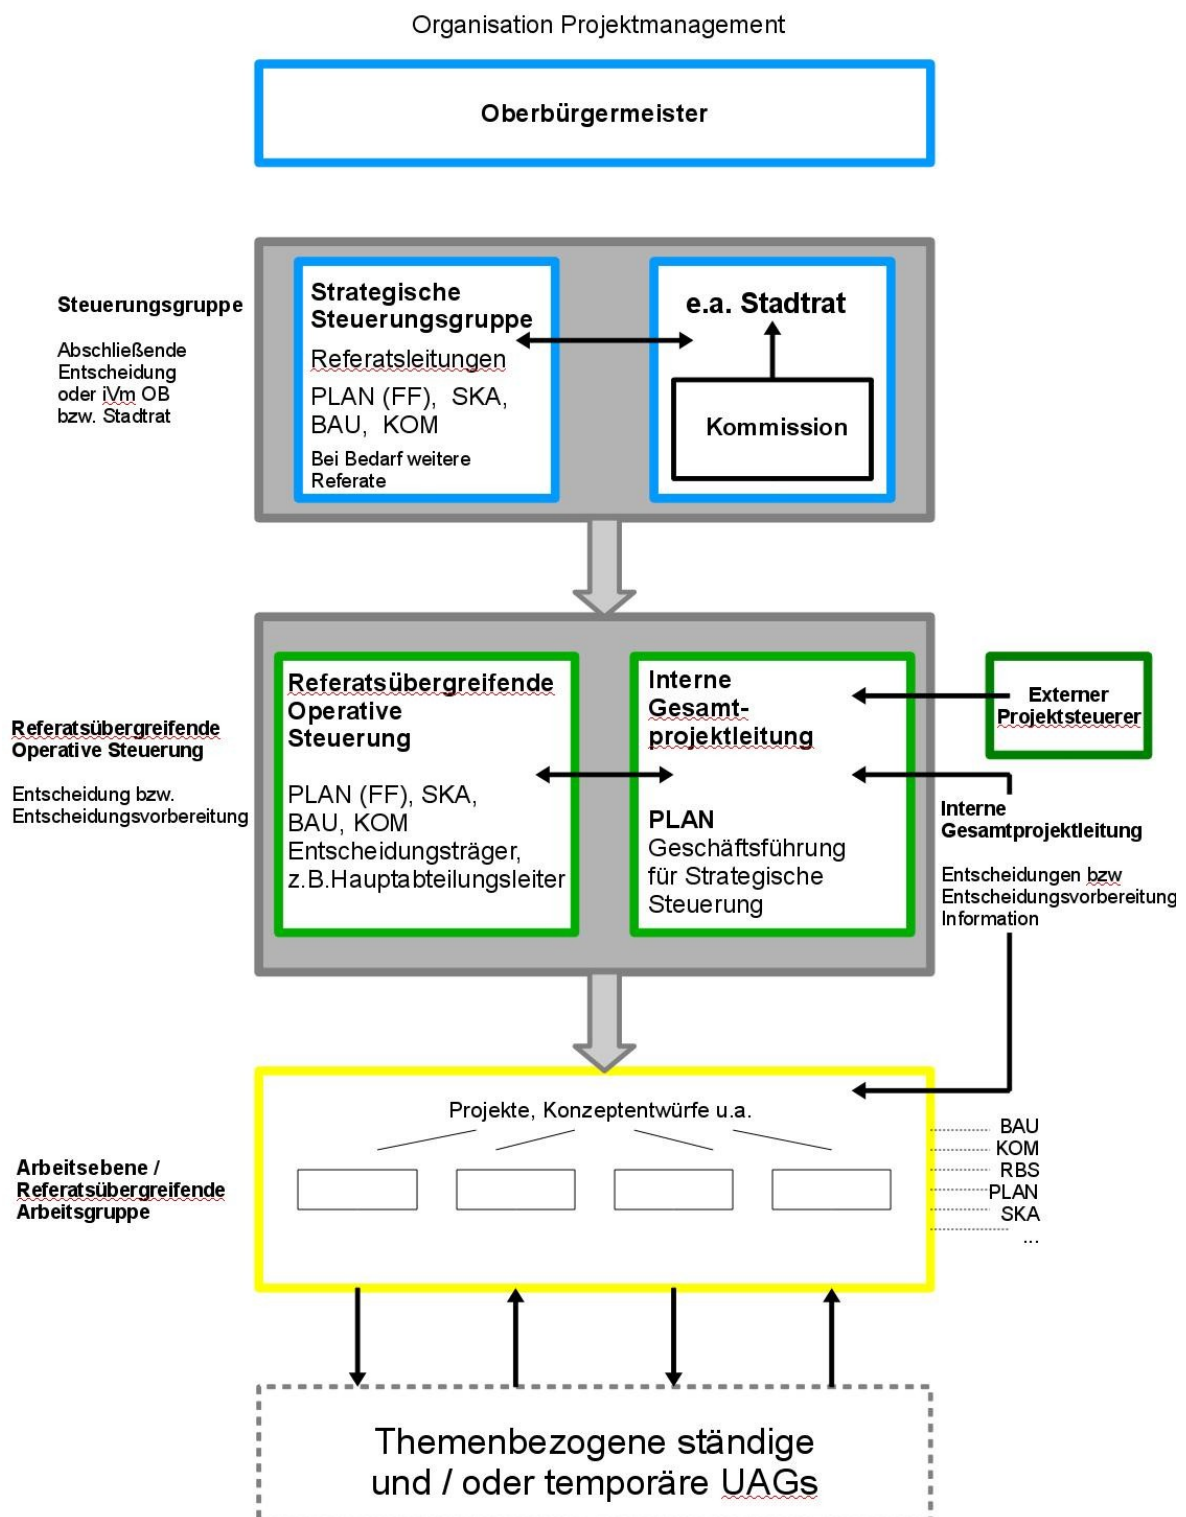 Organisation Projektmanagement
Oberbürgermeister
Steuerungsgruppe
Abschließende
Entscheidung
oder iVm OB
bzw. Stadtrat
Strategische
Steuerungsgruppe
Referatsleitungen
PLAN (FF), SKA,
BAU, KOM
Bei Bedarf weitere
Referate
e.a. Stadtrat
Kommission
Referatsübergreifende
Operative Steuerung
Entscheidung bzw.
Entscheidungsvorbereitung
Referatsübergreifende
Operative
Steuerung
PLAN (FF), SKA,
BAU, KOM
Entscheidungsträger,
z.B.Hauptabteilungsleiter
Interne
Gesamt-
projektleitung
PLAN
Geschäftsführung
für Strategische
Steuerung
Externer
Projektsteuerer
Interne
Gesamtprojektleitung
Entscheidungen bzw
Entscheidungsvorbereitung
Information
Arbeitsebene /
Referatsübergreifende
Arbeitsgruppe
Projekte, Konzeptentwürfe u.a.
BAU
KOM
RBS
PLAN
SKA
...
Themenbezogene ständige
und / oder temporäre UAGs